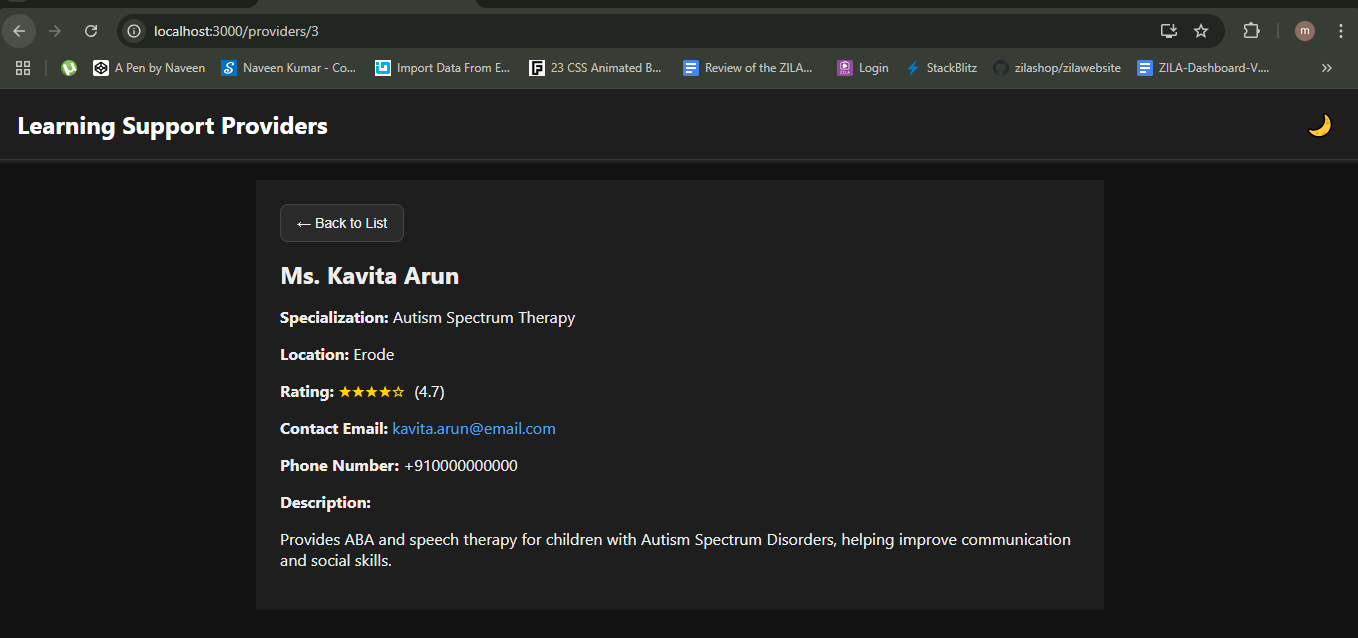 localhost:3000/providers/3
m
A Pen by Naveen
S Naveen Kumar - Co...
Import Data From E...
F 23 CSS Animated B...
Review of the ZILA...
ZILA Login
StackBlitz
zilashop/zilawebsite
ZILA-Dashboard-V....
»
Learning Support Providers
← Back to List
Ms. Kavita Arun
Specialization: Autism Spectrum Therapy
Location: Erode
Rating: ★★★★☆ (4.7)
Contact Email: kavita.arun@email.com
Phone Number: +910000000000
Description:
Provides ABA and speech therapy for children with Autism Spectrum Disorders, helping improve communication
and social skills.